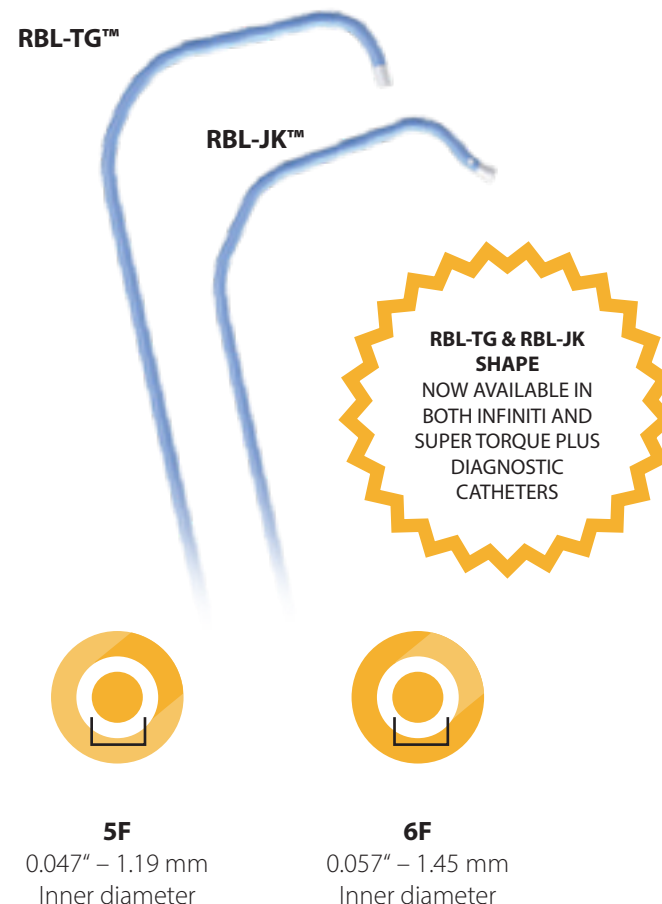 RBL-TG™
RBL-JK™
RBL-TG & RBL-JK
SHAPE
NOW AVAILABLE IN
BOTH INFINITI AND
SUPER TORQUE PLUS
DIAGNOSTIC
CATHETERS
5F
0.047“ – 1.19 mm
Inner diameter
6F
0.057“ – 1.45 mm
Inner diameter